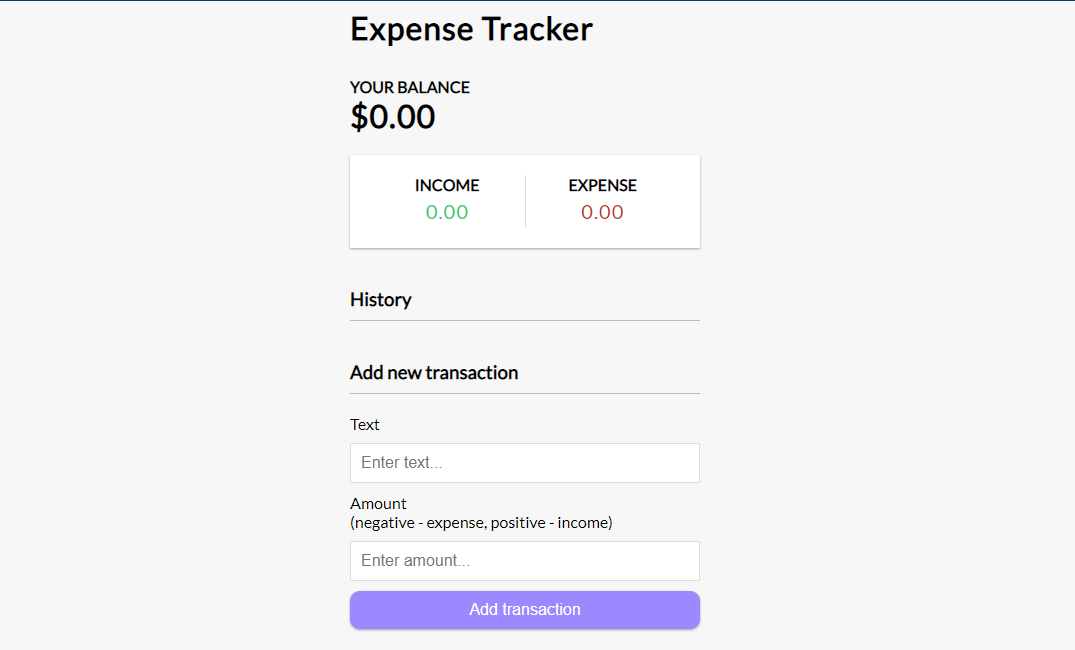 Expense Tracker
YOUR BALANCE
$0.00
INCOME
EXPENSE
0.00
0.00
History
Add new transaction
Text
Enter text...
Amount
(negative - expense, positive - income)
Enter amount...
Add transaction